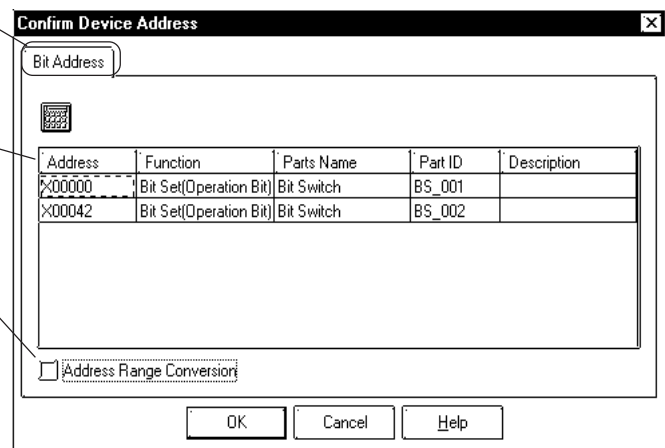 Confirm Device Address
Bit Address
Address Function Parts Name Part ID Description
X00000 Bit Set(Operation Bit) Bit Switch BS_001
X00042 Bit Set(Operation Bit) Bit Switch BS_002
Address Range Conversion
OK Cancel Help